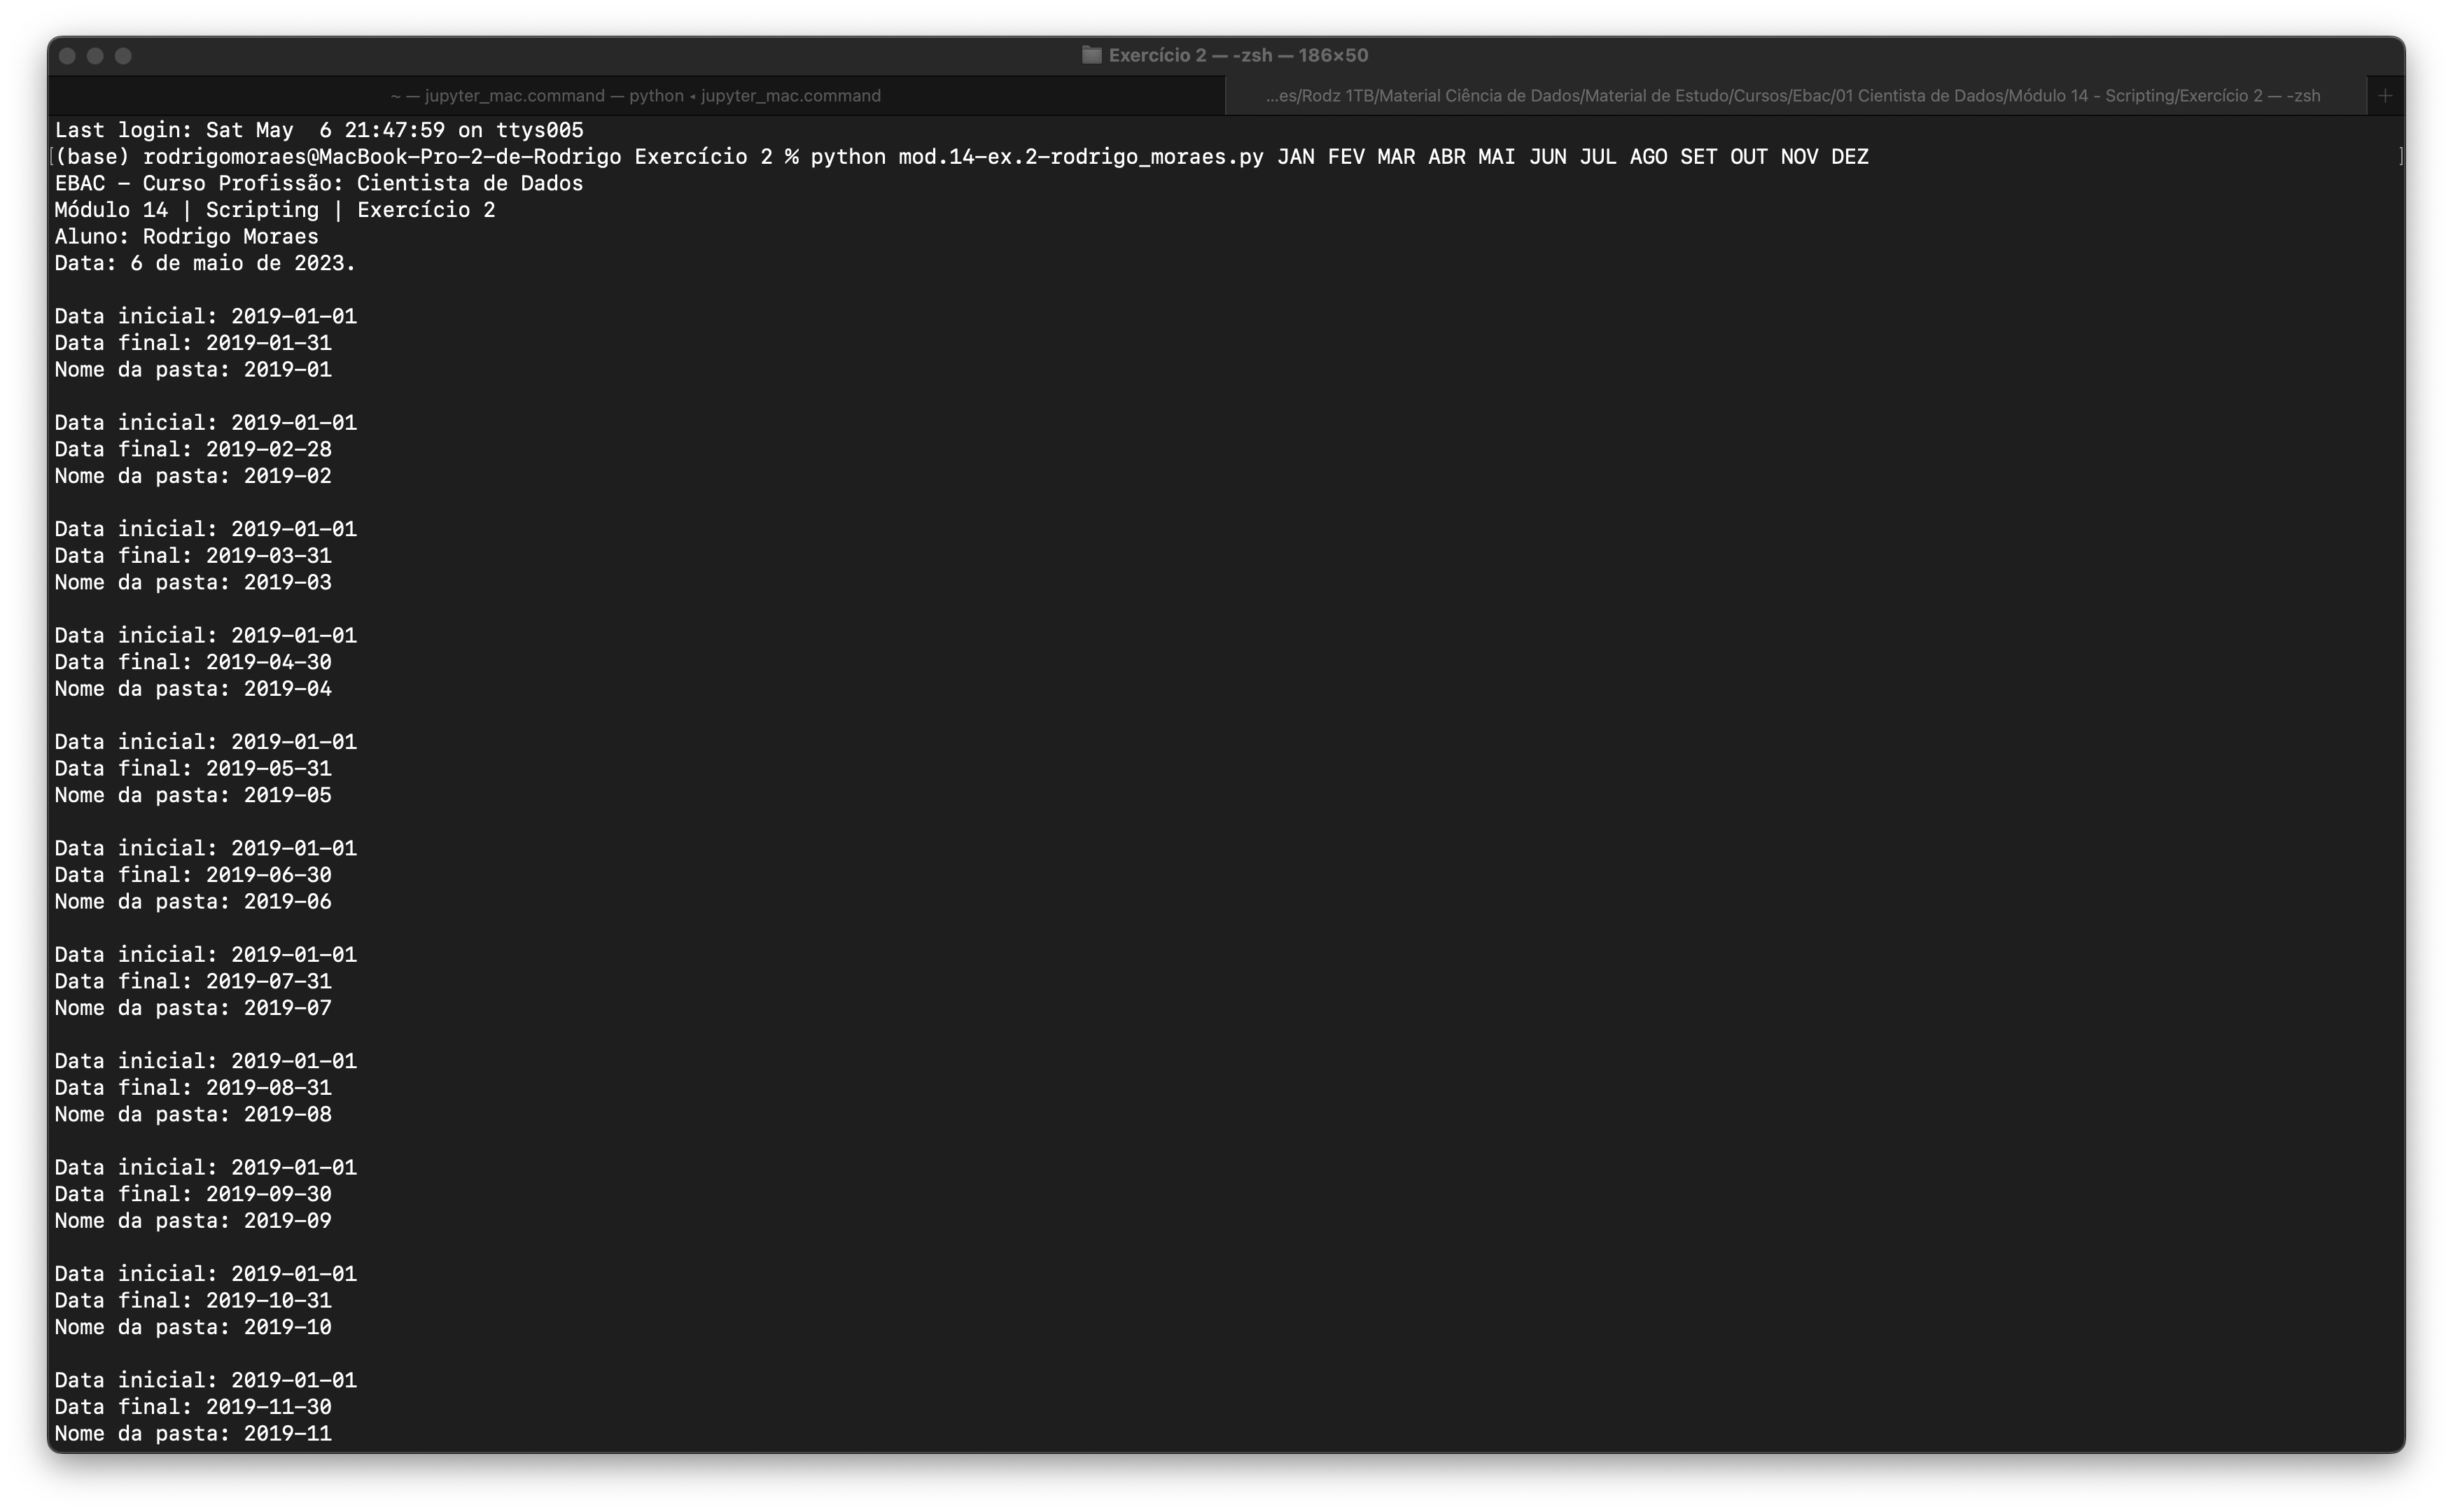 Exercício 2 — -zsh — 186×50
~ — jupyter_mac.command — python ◂ jupyter_mac.command
...es/Rodz 1TB/Material Ciência de Dados/Material de Estudo/Cursos/Ebac/01 Cientista de Dados/Módulo 14 - Scripting/Exercício 2 — -zsh
+
Last login: Sat May  6 21:47:59 on ttys005
[(base) rodrigomoraes@MacBook-Pro-2-de-Rodrigo Exercício 2 % python mod.14-ex.2-rodrigo_moraes.py JAN FEV MAR ABR MAI JUN JUL AGO SET OUT NOV DEZ ]
EBAC - Curso Profissão: Cientista de Dados
Módulo 14 | Scripting | Exercício 2
Aluno: Rodrigo Moraes
Data: 6 de maio de 2023.
Data inicial: 2019-01-01
Data final: 2019-01-31
Nome da pasta: 2019-01
Data inicial: 2019-01-01
Data final: 2019-02-28
Nome da pasta: 2019-02
Data inicial: 2019-01-01
Data final: 2019-03-31
Nome da pasta: 2019-03
Data inicial: 2019-01-01
Data final: 2019-04-30
Nome da pasta: 2019-04
Data inicial: 2019-01-01
Data final: 2019-05-31
Nome da pasta: 2019-05
Data inicial: 2019-01-01
Data final: 2019-06-30
Nome da pasta: 2019-06
Data inicial: 2019-01-01
Data final: 2019-07-31
Nome da pasta: 2019-07
Data inicial: 2019-01-01
Data final: 2019-08-31
Nome da pasta: 2019-08
Data inicial: 2019-01-01
Data final: 2019-09-30
Nome da pasta: 2019-09
Data inicial: 2019-01-01
Data final: 2019-10-31
Nome da pasta: 2019-10
Data inicial: 2019-01-01
Data final: 2019-11-30
Nome da pasta: 2019-11